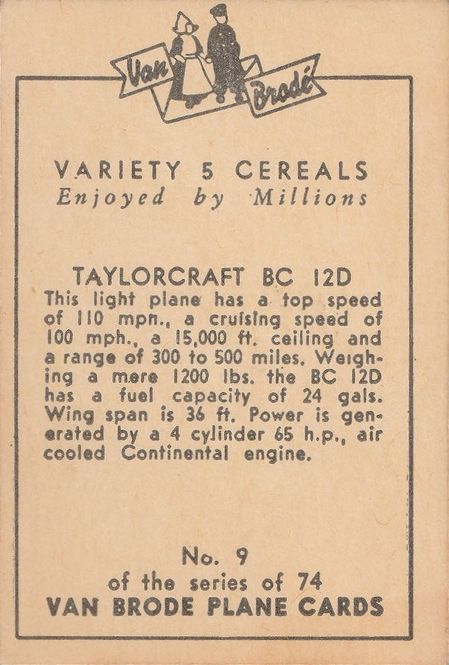 Van Brodé
VARIETY 5 CEREALS
Enjoyed by Millions
TAYLORCRAFT BC 12D
This light plane has a top speed
of 110 mph., a cruising speed of
100 mph., a 15,000 ft. ceiling and
a range of 300 to 500 miles. Weigh-
ing a mere 1200 lbs. the BC 12D
has a fuel capacity of 24 gals.
Wing span is 36 ft. Power is gen-
erated by a 4 cylinder 65 h.p., air
cooled Continental engine.
No. 9
of the series of 74
VAN BRODE PLANE CARDS